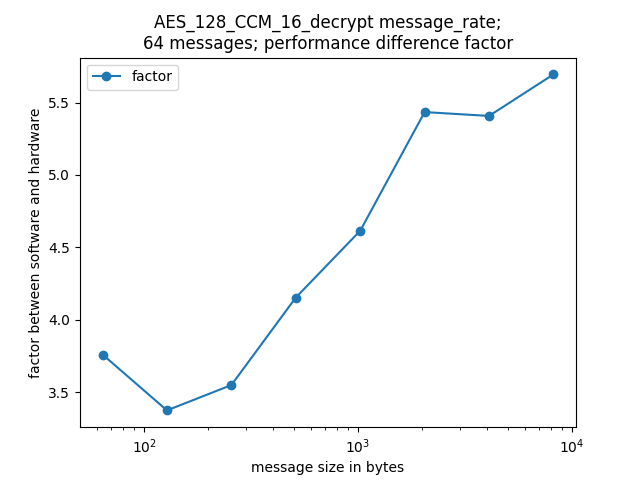 AES_128_CCM_16_decrypt message_rate;
64 messages; performance difference factor
factor
factor between software and hardware
5.5
5.0
4.5
4.0
3.5
10²
10³
10⁴
message size in bytes